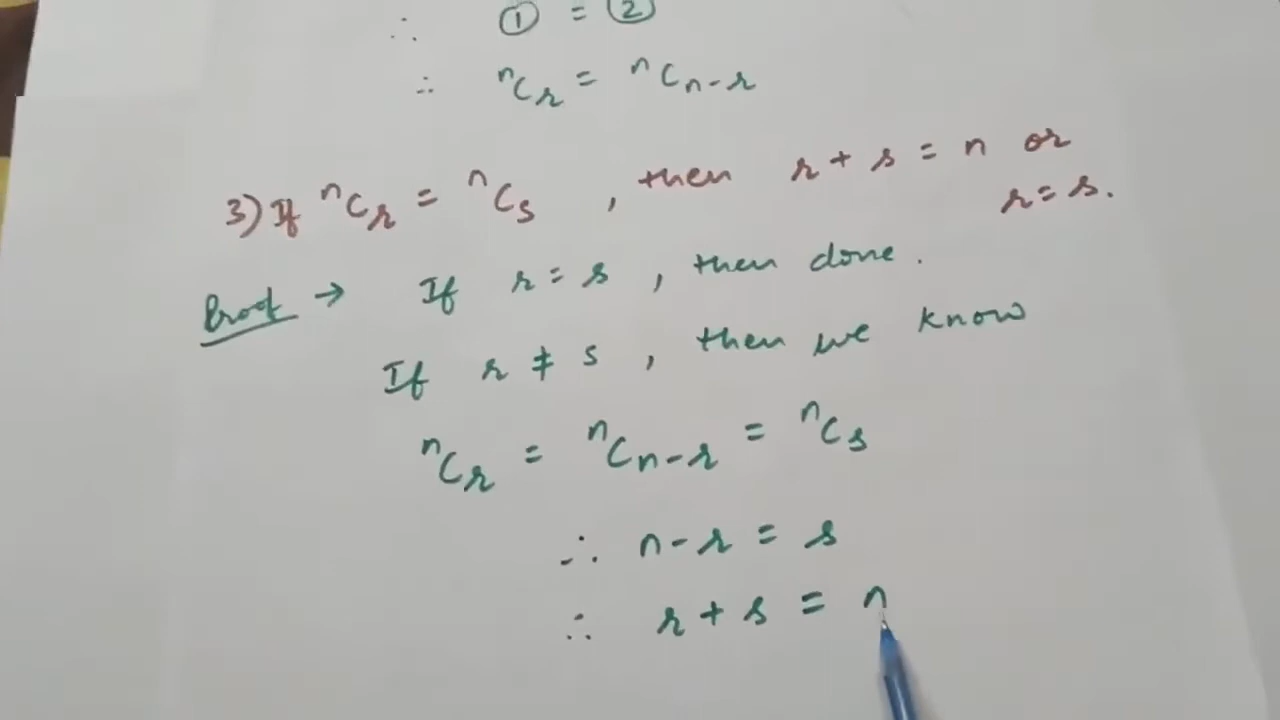 ∴ ① = ②
∴ ⁿCᵣ = ⁿCₙ₋ᵣ
3) If ⁿCᵣ = ⁿCₛ , then r + s = n or
r = s.
Proof → If r = s , then done .
If r ≠ s , then we know
ⁿCᵣ = ⁿCₙ₋ᵣ = ⁿCₛ
∴ n - r = s
∴ r + s = n